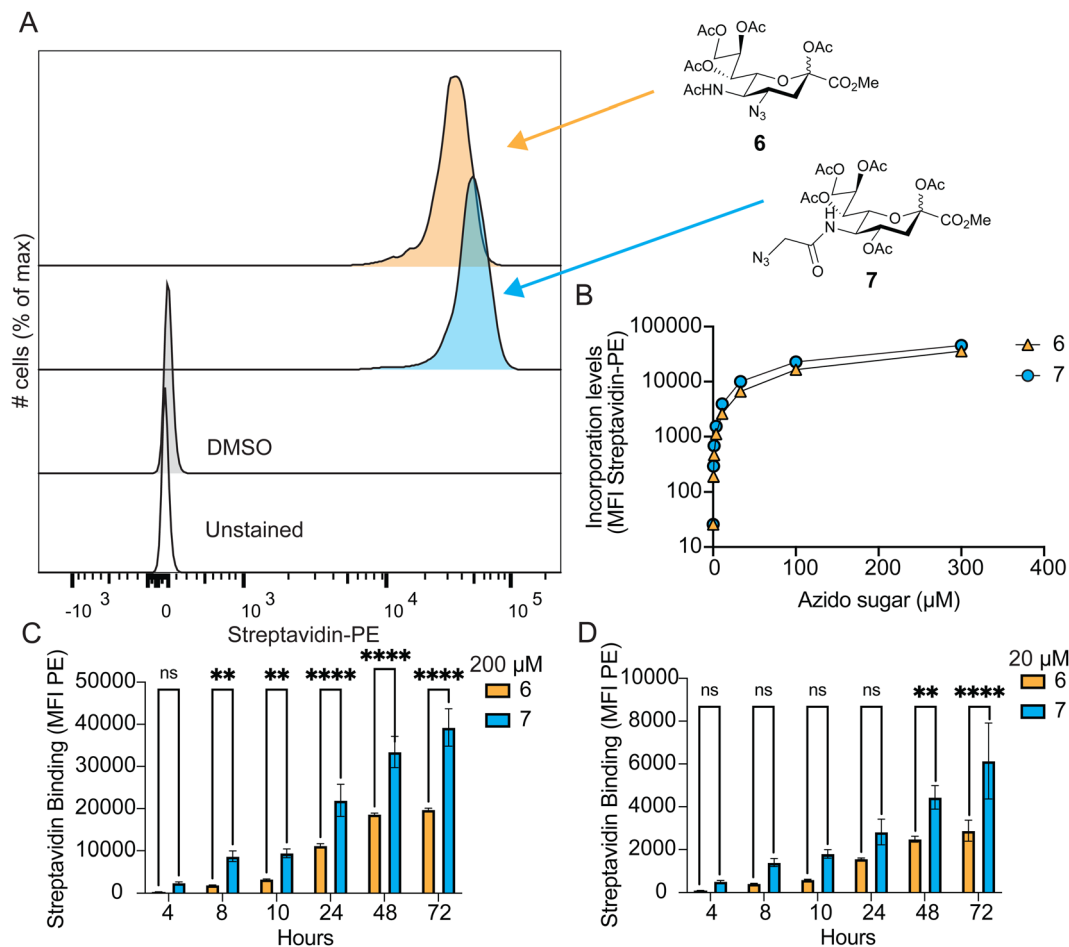 A
# cells (% of max)
DMSO
Unstained
-10 3
0
10 3
10 4
10 5
Streptavidin-PE
AcO
OAc
OAc
AcO
O
CO2Me
AcHN
N3
6
AcO
OAc
OAc
AcO
H
O
CO2Me
N
AcO
N3
O
7
B
Incorporation levels
(MFI Streptavidin-PE)
100000
10000
1000
100
10
0
100
200
300
400
Azido sugar (µM)
6
7
C
Streptavidin Binding (MFI PE)
50000
40000
30000
20000
10000
0
ns
**
**
****
****
****
200 µM
6
7
4
8
10
24
48
72
Hours
D
Streptavidin Binding (MFI PE)
8000
6000
4000
2000
0
ns
ns
ns
ns
**
****
20 µM
6
7
4
8
10
24
48
72
Hours